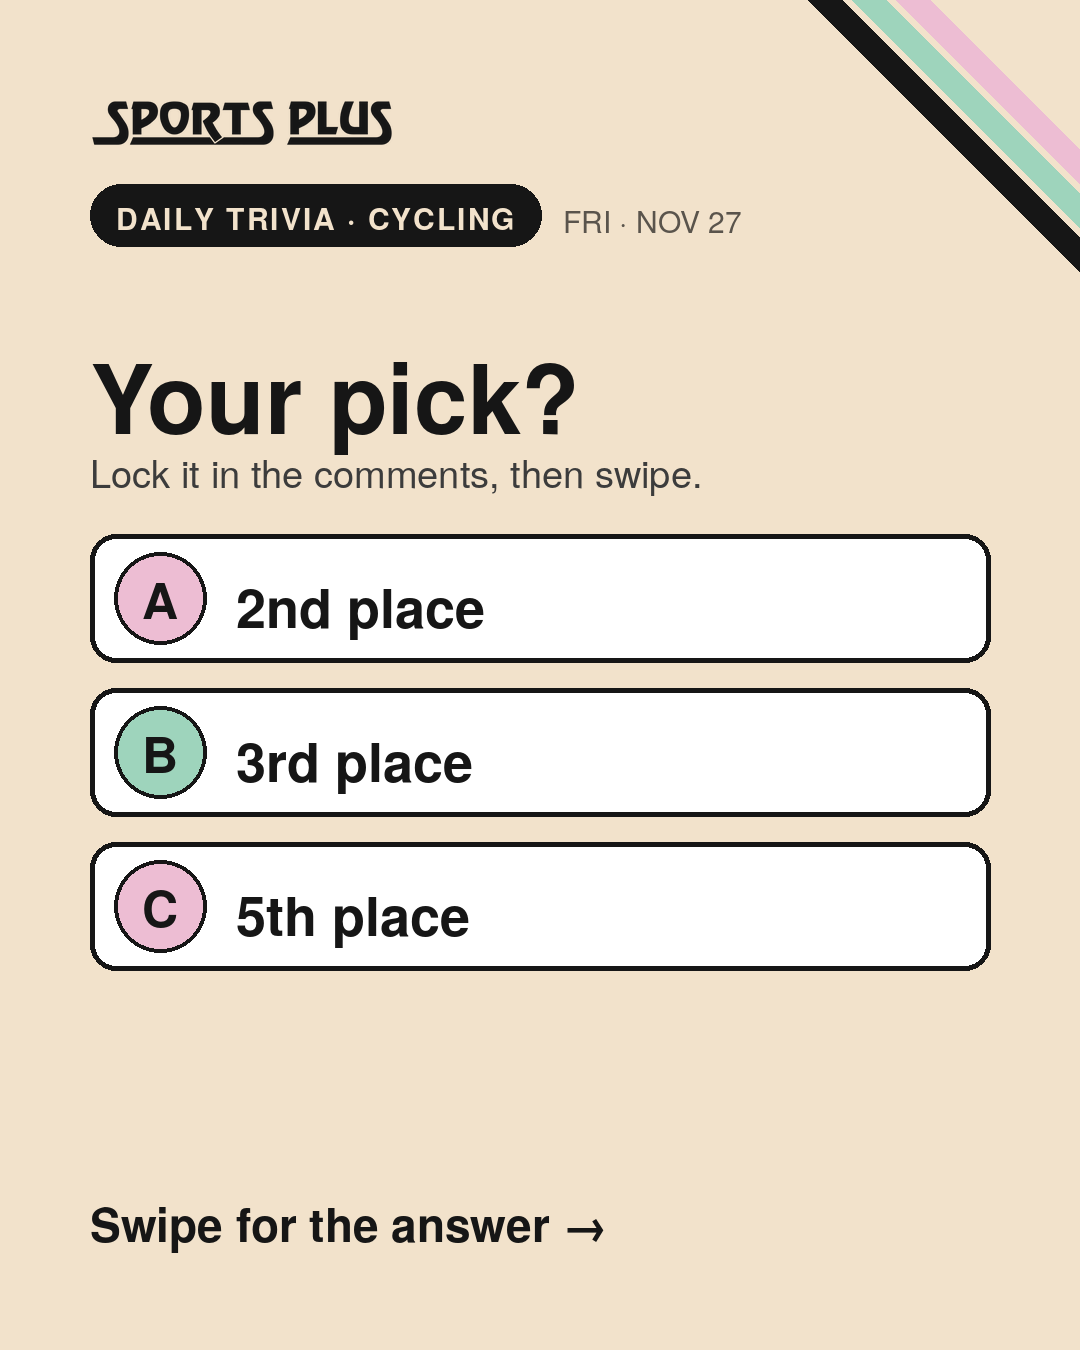 SPORTS PLUS
DAILY TRIVIA · CYCLING
FRI · NOV 27
Your pick?
Lock it in the comments, then swipe.
A
2nd place
B
3rd place
C
5th place
Swipe for the answer →